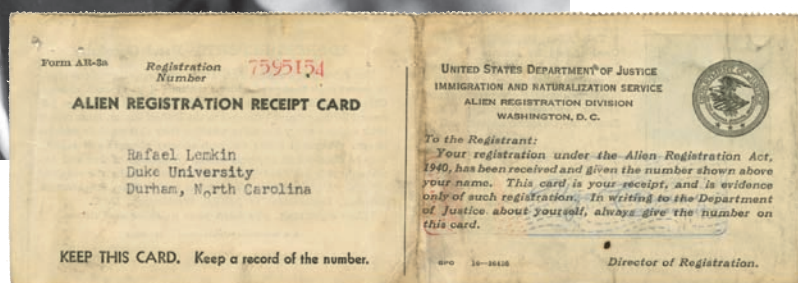 Form AR-3a
Registration Number 7595154
ALIEN REGISTRATION RECEIPT CARD
Rafael Lemkin
Duke University
Durham, North Carolina
KEEP THIS CARD. Keep a record of the number.
UNITED STATES DEPARTMENT OF JUSTICE
IMMIGRATION AND NATURALIZATION SERVICE
ALIEN REGISTRATION DIVISION
WASHINGTON, D. C.
To the Registrant:
Your registration under the Alien Registration Act,
1940, has been received and given the number shown above
your name. This card is your receipt, and is evidence
only of such registration. In writing to the Department
of Justice about yourself, always give the number on
this card.
GPO
Director of Registration.